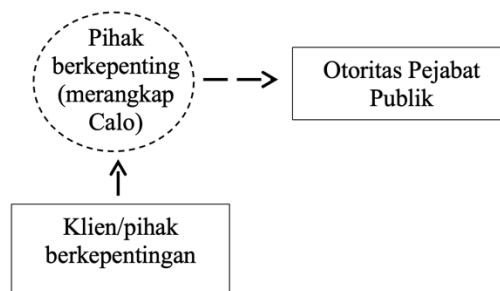 Pihak
berkepenting
(merangkap
Calo)
Otoritas Pejabat
Publik
Klien/pihak
berkepentingan